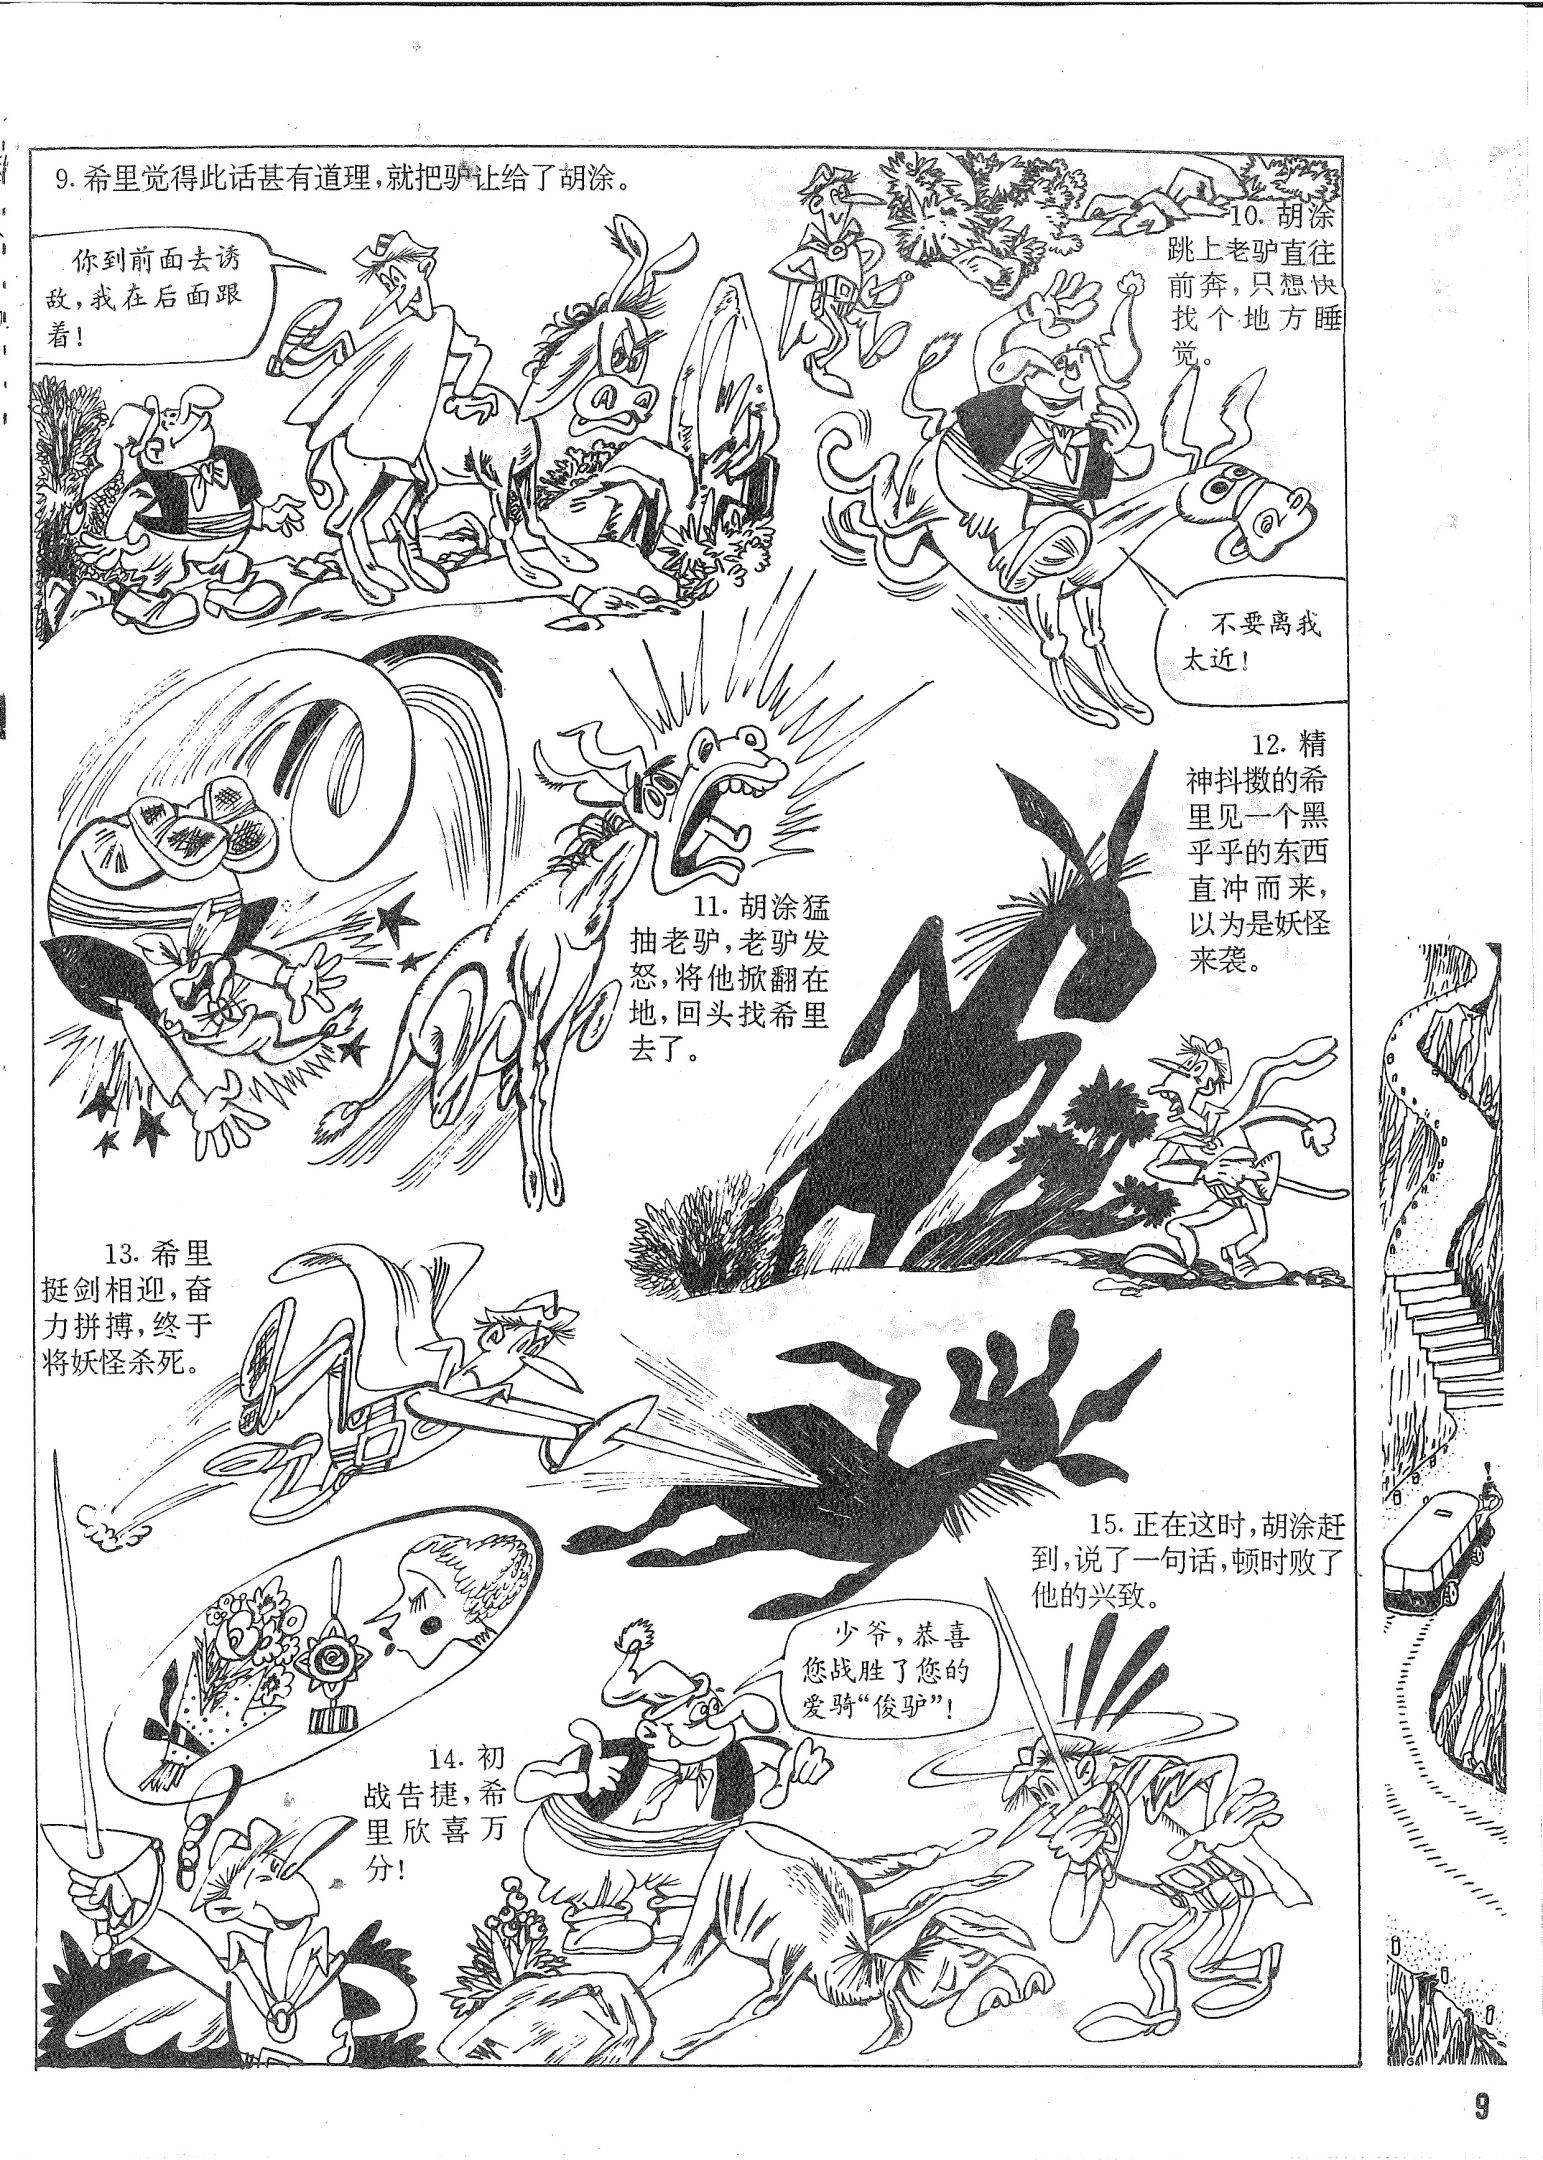 9. 希里觉得此话甚有道理，就把驴让给了胡涂。
你到前面去诱
敌，我在后面跟
着！
10. 胡涂
跳上老驴直往
前奔，只想快
找个地方睡
觉。
不要离我
太近！
11. 胡涂猛
抽老驴，老驴发
怒，将他掀翻在
地，回头找希里
去了。
12. 精
神抖擞的希
里见一个黑
乎乎的东西
直冲而来，
以为是妖怪
来袭。
13. 希里
挺剑相迎，奋
力拼搏，终于
将妖怪杀死。
14. 初
战告捷，希
里欣喜万
分！
15. 正在这时，胡涂赶
到，说了一句话，顿时败了
他的兴致。
少爷，恭喜
您战胜了您的
爱骑“俊驴”！
9